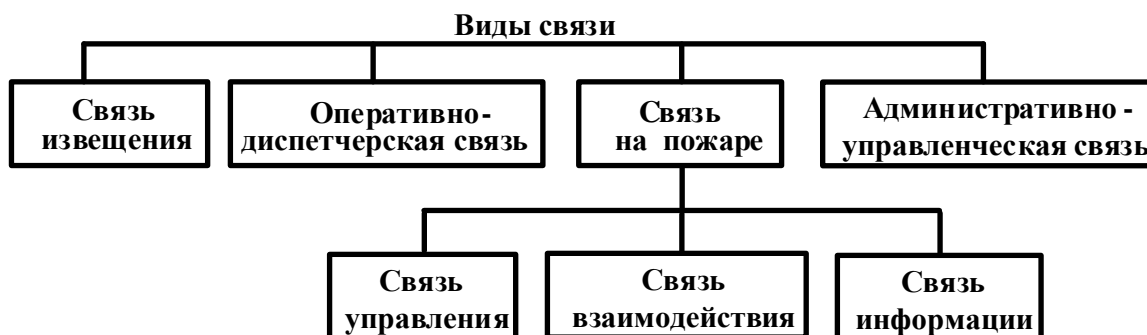 Виды связи
Связь
извещения
Оперативно-
диспетчерская связь
Связь
на пожаре
Административно-
управленческая связь
Связь
управления
Связь
взаимодействия
Связь
информации